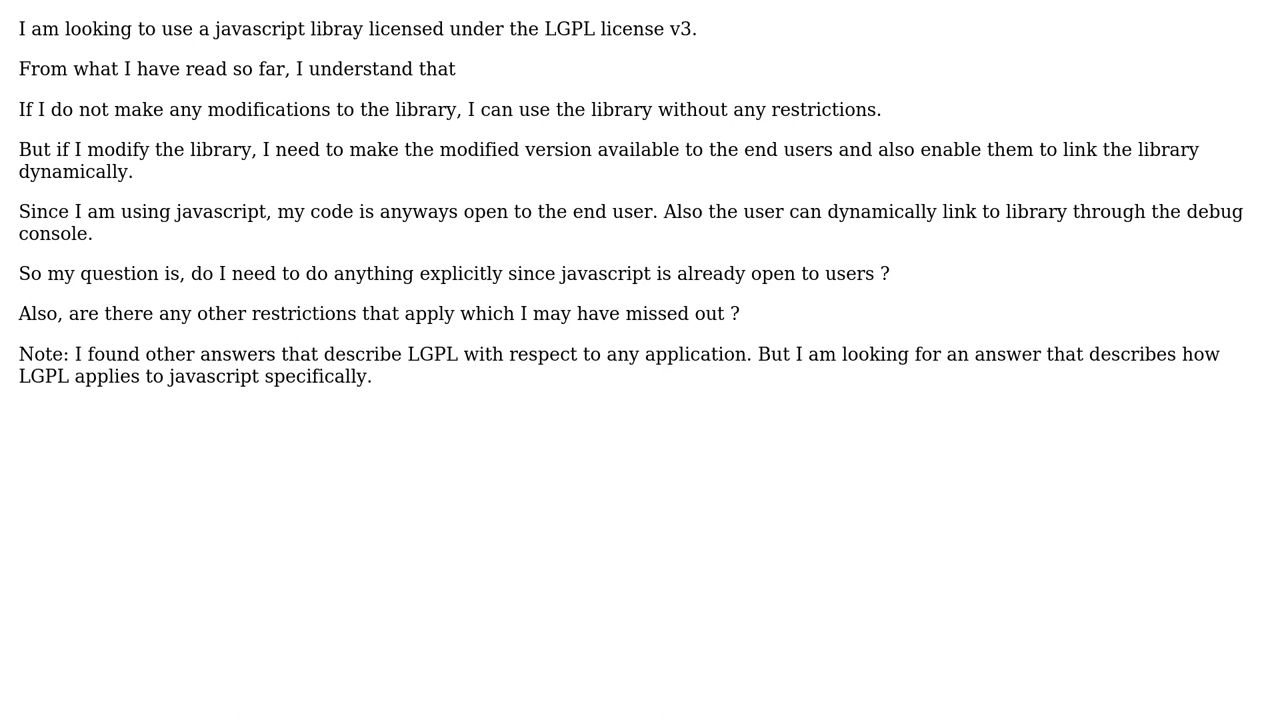 I am looking to use a javascript libray licensed under the LGPL license v3.
From what I have read so far, I understand that
If I do not make any modifications to the library, I can use the library without any restrictions.
But if I modify the library, I need to make the modified version available to the end users and also enable them to link the library
dynamically.
Since I am using javascript, my code is anyways open to the end user. Also the user can dynamically link to library through the debug
console.
So my question is, do I need to do anything explicitly since javascript is already open to users ?
Also, are there any other restrictions that apply which I may have missed out ?
Note: I found other answers that describe LGPL with respect to any application. But I am looking for an answer that describes how
LGPL applies to javascript specifically.